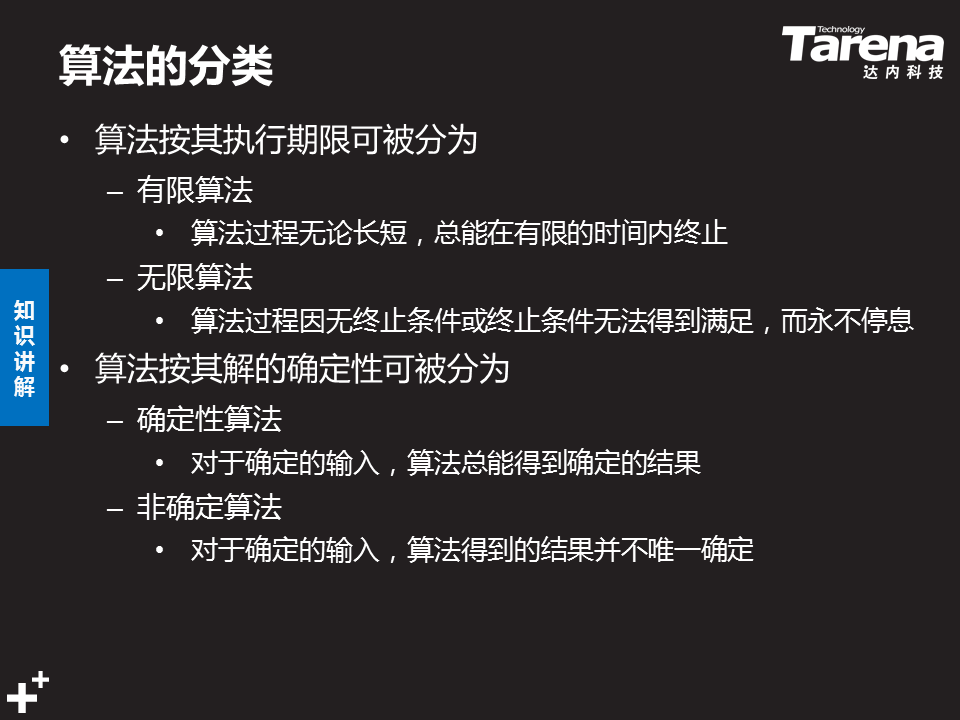 算法的分类
Technology
Tarena
达内科技
• 算法按其执行期限可被分为
– 有限算法
• 算法过程无论长短，总能在有限的时间内终止
– 无限算法
• 算法过程因无终止条件或终止条件无法得到满足，而永不停息
知识讲解
• 算法按其解的确定性可被分为
– 确定性算法
• 对于确定的输入，算法总能得到确定的结果
– 非确定算法
• 对于确定的输入，算法得到的结果并不唯一确定